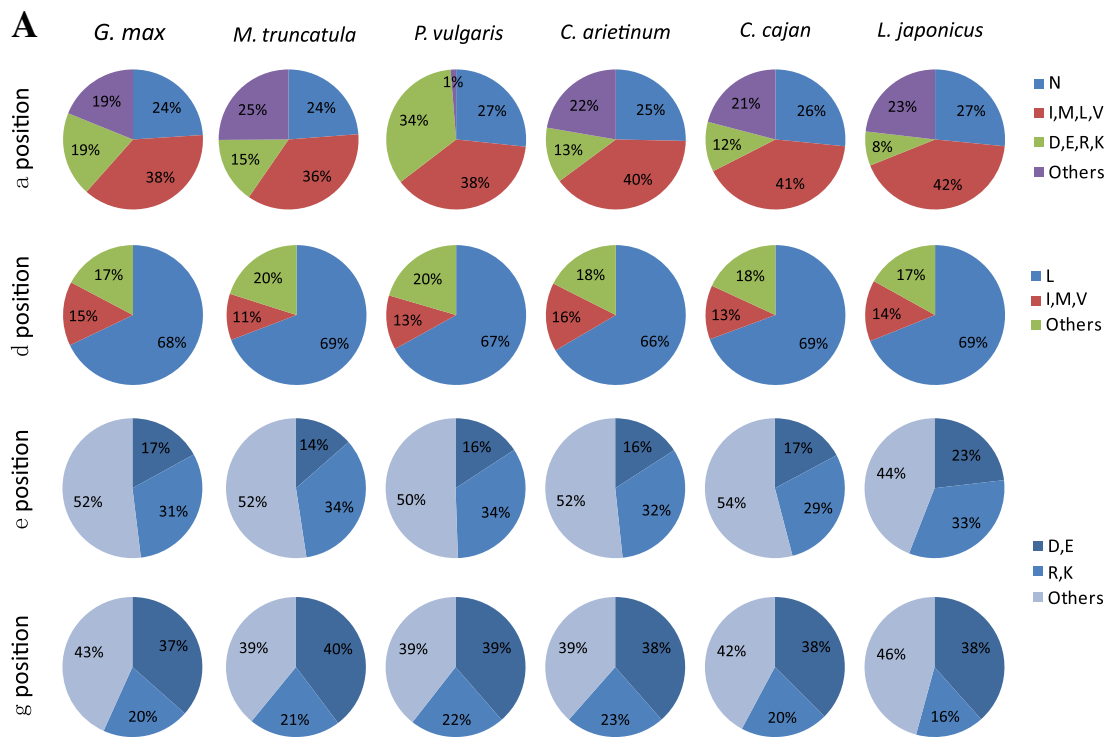 A
G. max M. truncatula P. vulgaris C. arietinum C. cajan L. japonicus
a position
19% 24% 19% 38%
25% 24% 15% 36%
1% 27% 34% 38%
22% 25% 13% 40%
21% 26% 12% 41%
23% 27% 8% 42%
N
I,M,L,V
D,E,R,K
Others
d position
17% 15% 68%
20% 11% 69%
20% 13% 67%
18% 16% 66%
18% 13% 69%
17% 14% 69%
L
I,M,V
Others
e position
17% 52% 31%
14% 52% 34%
16% 50% 34%
16% 52% 32%
17% 54% 29%
23% 44% 33%
g position
43% 37% 20%
39% 40% 21%
39% 39% 22%
39% 38% 23%
42% 38% 20%
46% 38% 16%
D,E
R,K
Others